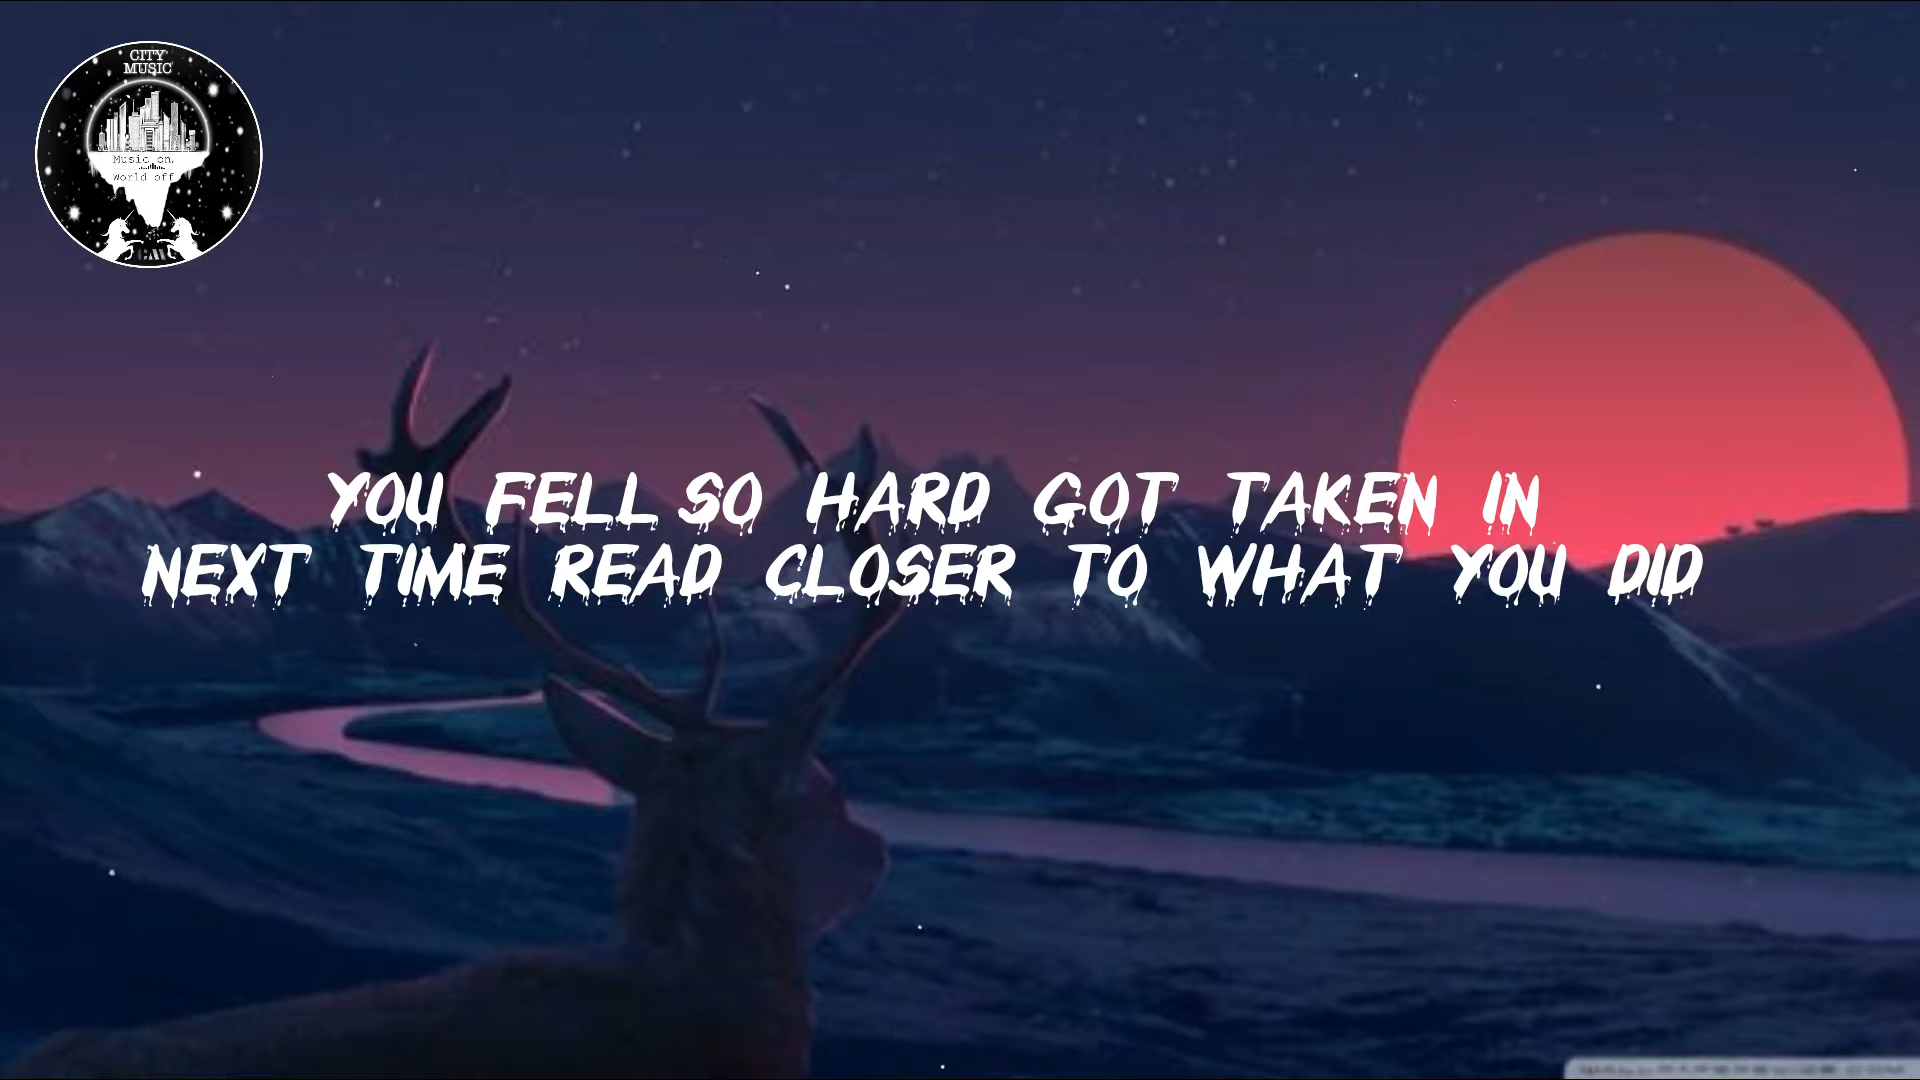 CITY
MUSIC
Music on.
World off
YOU FELL SO HARD GOT TAKEN IN
NEXT TIME READ CLOSER TO WHAT YOU DID